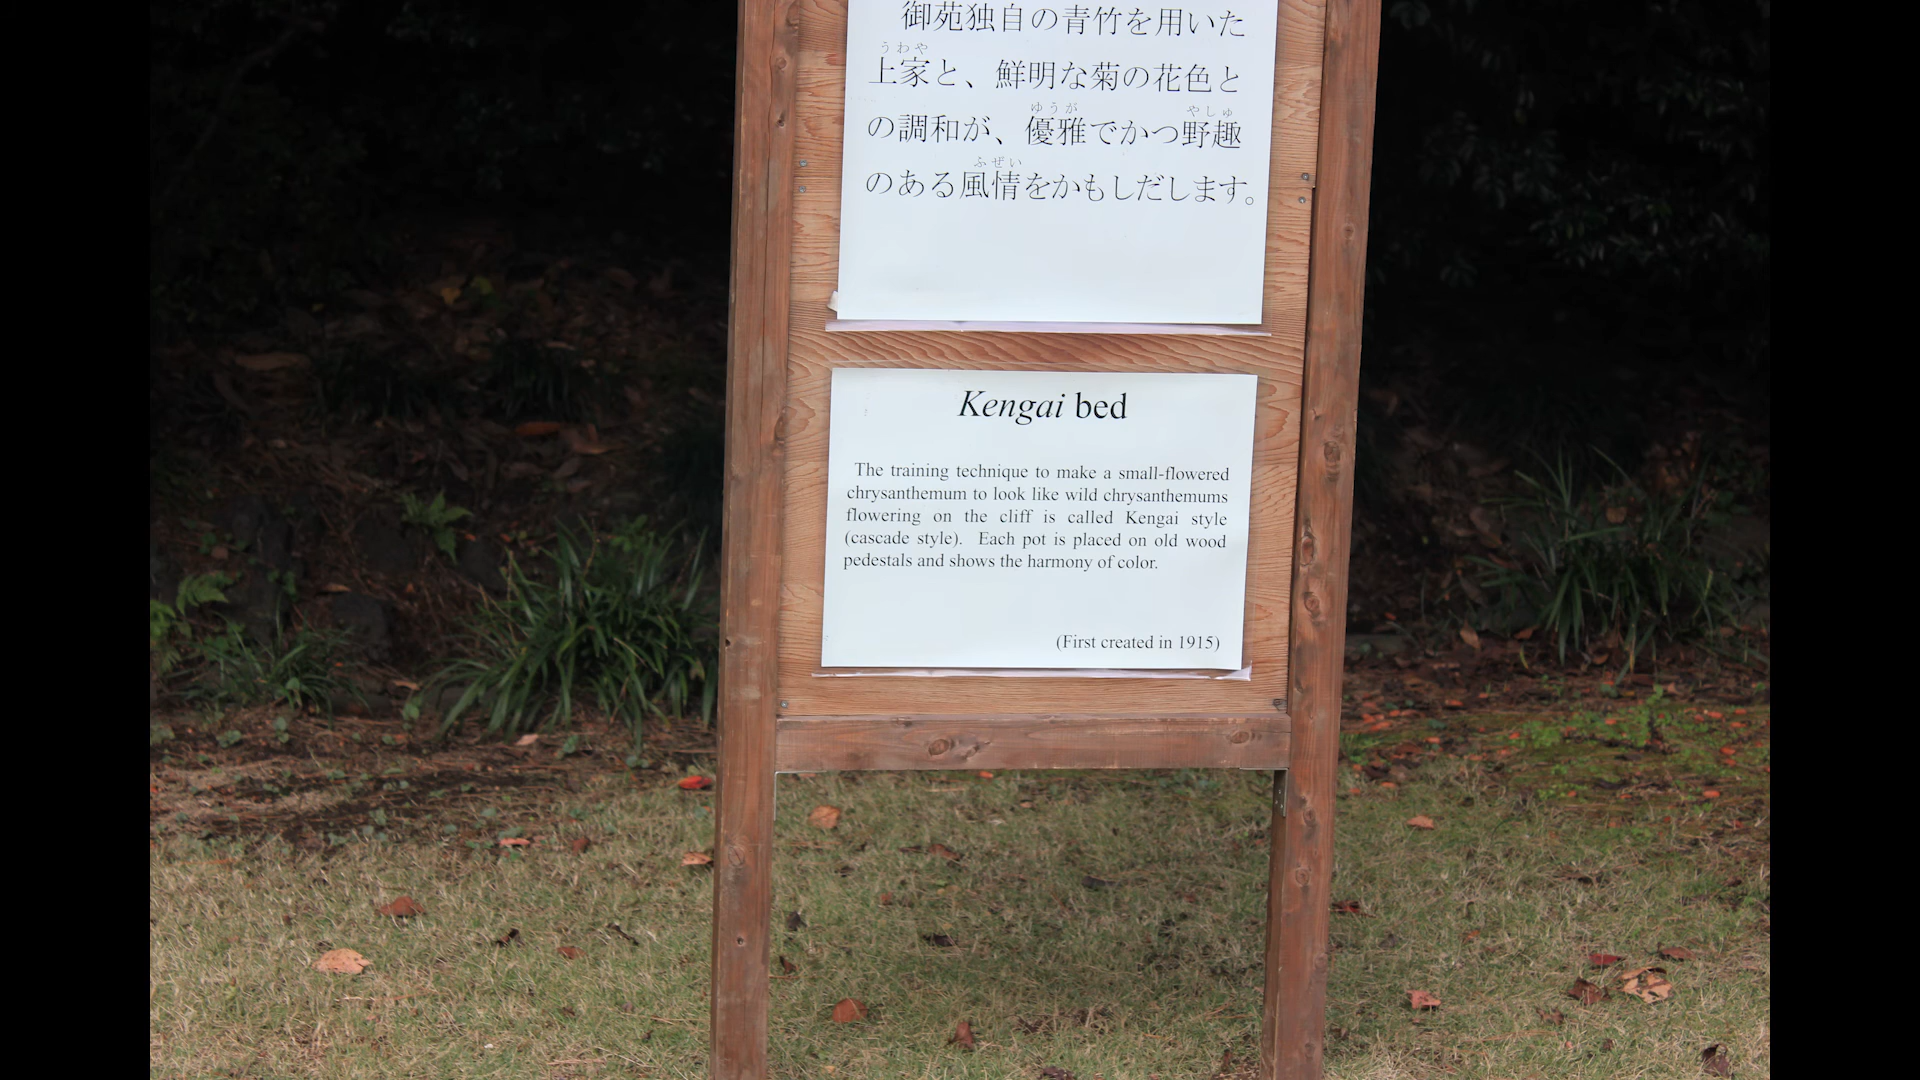 御苑独自の青竹を用いた
うわや
上家と、鮮明な菊の花色と
ゆうが やしゅ
の調和が、優雅でかつ野趣
ふぜい
のある風情をかもしだします。
Kengai bed
The training technique to make a small-flowered
chrysanthemum to look like wild chrysanthemums
flowering on the cliff is called Kengai style
(cascade style). Each pot is placed on old wood
pedestals and shows the harmony of color.
(First created in 1915)